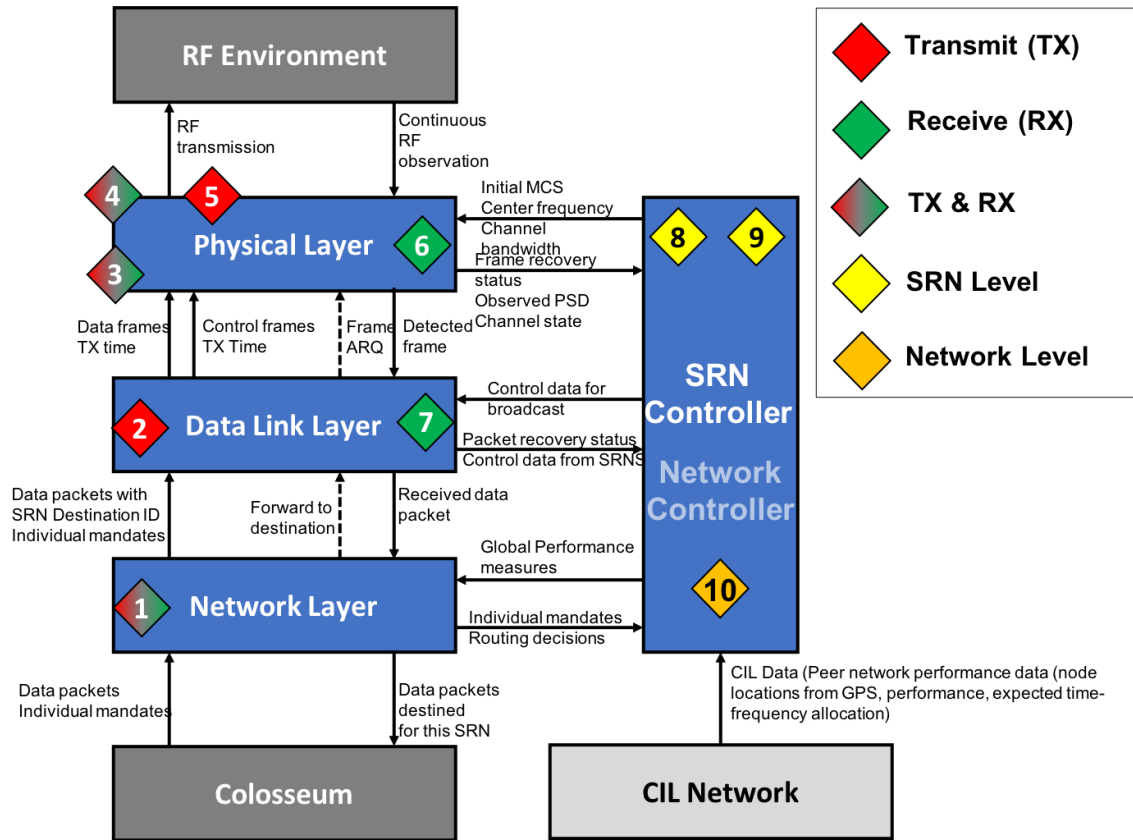 RF Environment
RF
transmission
Continuous
RF
observation
4
5
Physical Layer
6
3
Initial MCS
Center frequency
Channel
bandwidth
Frame recovery
status
Observed PSD
Channel state
8
9
Data frames
TX time
Control frames
TX Time
Frame
ARQ
Detected
frame
2
Data Link Layer
7
Control data for
broadcast
Packet recovery status
Control data from SRNS
SRN
Controller
Network
Controller
10
Data packets with
SRN Destination ID
Individual mandates
Forward to
destination
Received data
packet
Global Performance
measures
1
Network Layer
Individual mandates
Routing decisions
Data packets
Individual mandates
Data packets
destined
for this SRN
CIL Data (Peer network performance data (node
locations from GPS, performance, expected time-
frequency allocation)
Colosseum
CIL Network
Transmit (TX)
Receive (RX)
TX & RX
SRN Level
Network Level